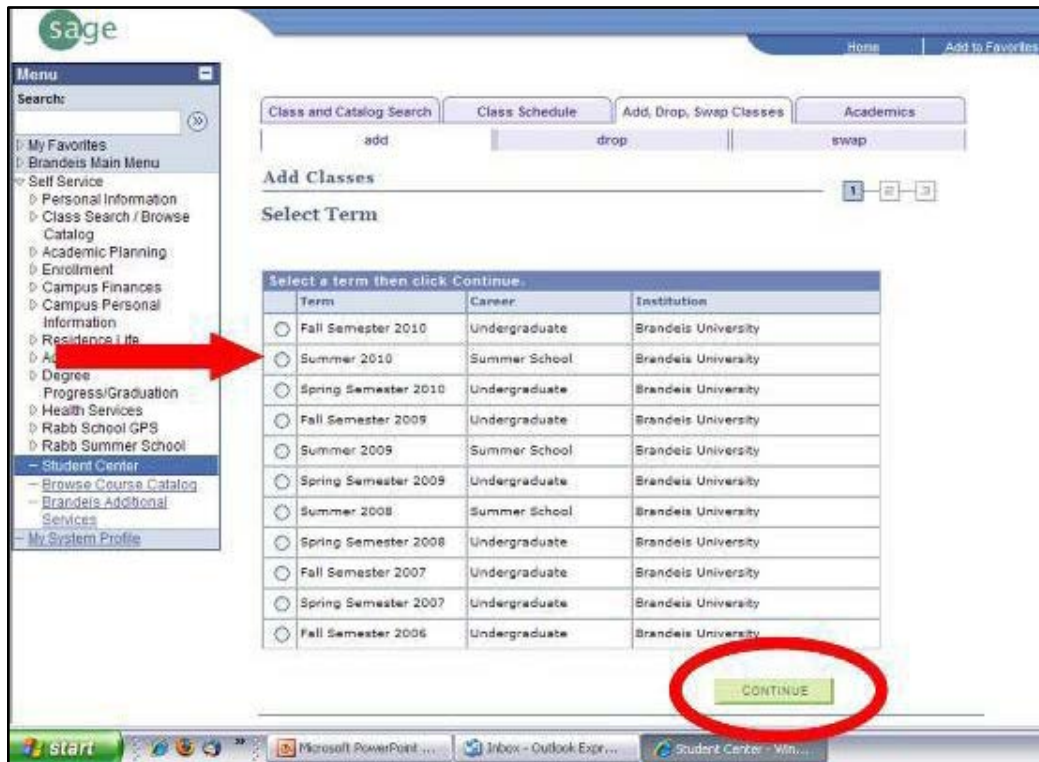 sage
Home
Add to Favorites
Menu
Search:
My Favorites
Brandeis Main Menu
Self Service
Personal Information
Class Search / Browse
Catalog
Academic Planning
Enrollment
Campus Finances
Campus Personal
Information
Residence Life
Degree
Progress/Graduation
Health Services
Rabb School GPS
Rabb Summer School
Student Center
Browse Course Catalog
Brandeis Additional
Services
My System Profile
Class and Catalog Search Class Schedule Add, Drop, Swap Classes Academics
add drop swap
Add Classes
1 2 3
Select Term
Select a term then click Continue.
Term Career Institution
Fall Semester 2010 Undergraduate Brandeis University
Summer 2010 Summer School Brandeis University
Spring Semester 2010 Undergraduate Brandeis University
Fall Semester 2009 Undergraduate Brandeis University
Summer 2009 Summer School Brandeis University
Spring Semester 2009 Undergraduate Brandeis University
Summer 2008 Summer School Brandeis University
Spring Semester 2008 Undergraduate Brandeis University
Fall Semester 2007 Undergraduate Brandeis University
Spring Semester 2007 Undergraduate Brandeis University
Fall Semester 2006 Undergraduate Brandeis University
CONTINUE
start Microsoft PowerPoint ... Inbox - Outlook Expr... Student Center - Win...